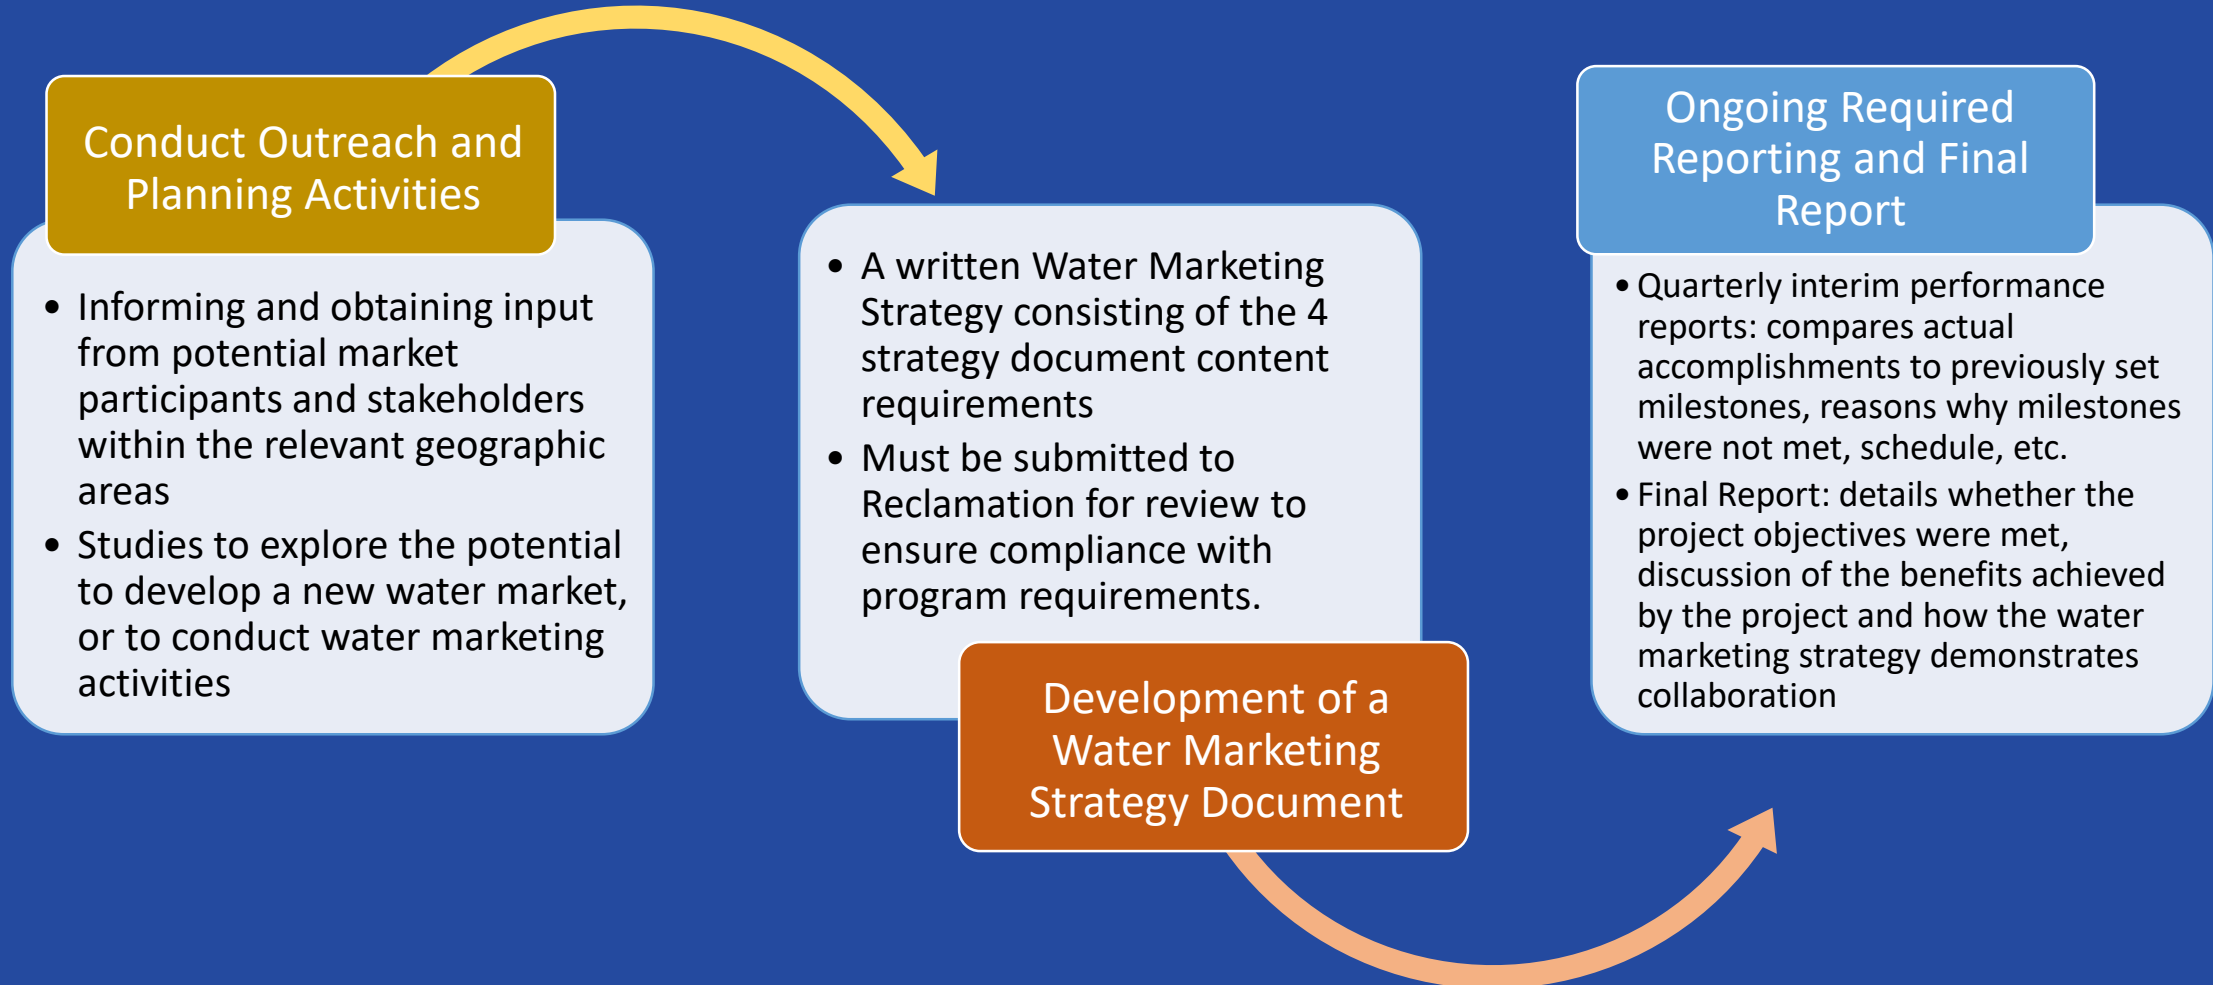 Conduct Outreach and
Planning Activities
• Informing and obtaining input
from potential market
participants and stakeholders
within the relevant geographic
areas
• Studies to explore the potential
to develop a new water market,
or to conduct water marketing
activities
• A written Water Marketing
Strategy consisting of the 4
strategy document content
requirements
• Must be submitted to
Reclamation for review to
ensure compliance with
program requirements.
Development of a
Water Marketing
Strategy Document
Ongoing Required
Reporting and Final
Report
• Quarterly interim performance
reports: compares actual
accomplishments to previously set
milestones, reasons why milestones
were not met, schedule, etc.
• Final Report: details whether the
project objectives were met,
discussion of the benefits achieved
by the project and how the water
marketing strategy demonstrates
collaboration